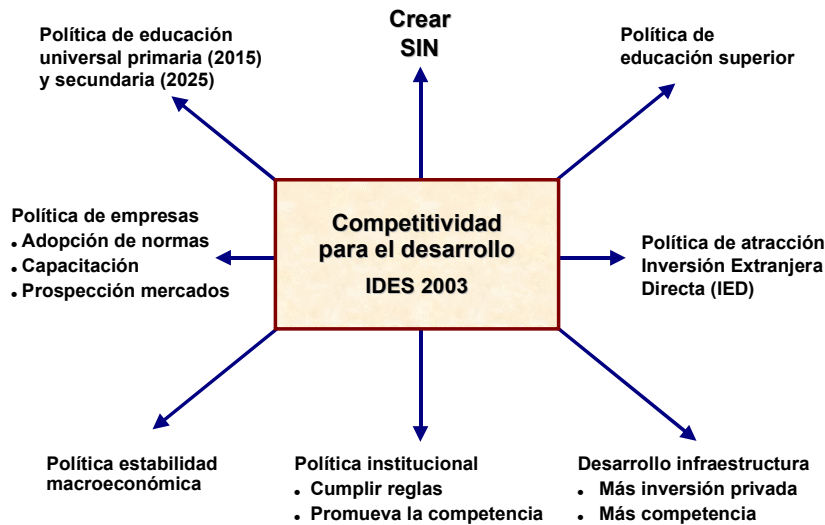 Política de educación
universal primaria (2015)
y secundaria (2025)
Crear
SIN
Política de
educación superior
Política de empresas
• Adopción de normas
• Capacitación
• Prospección mercados
Competitividad
para el desarrollo
IDES 2003
Política de atracción
Inversión Extranjera
Directa (IED)
Política estabilidad
macroeconómica
Política institucional
• Cumplir reglas
• Promueva la competencia
Desarrollo infraestructura
• Más inversión privada
• Más competencia